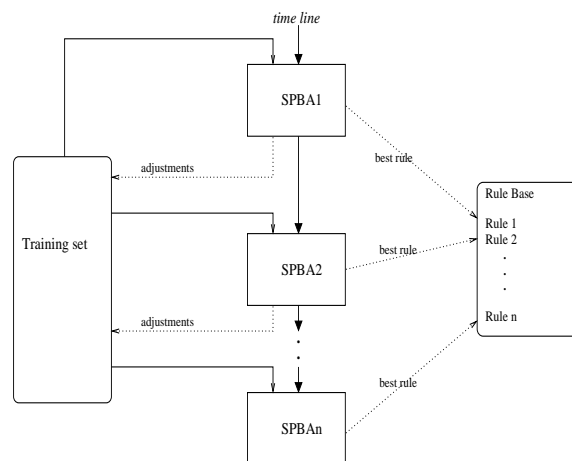 time line
SPBA1
adjustments
best rule
Rule Base
Rule 1
Rule 2
.
.
.
Rule n
Training set
SPBA2
best rule
adjustments
.
.
best rule
SPBAn